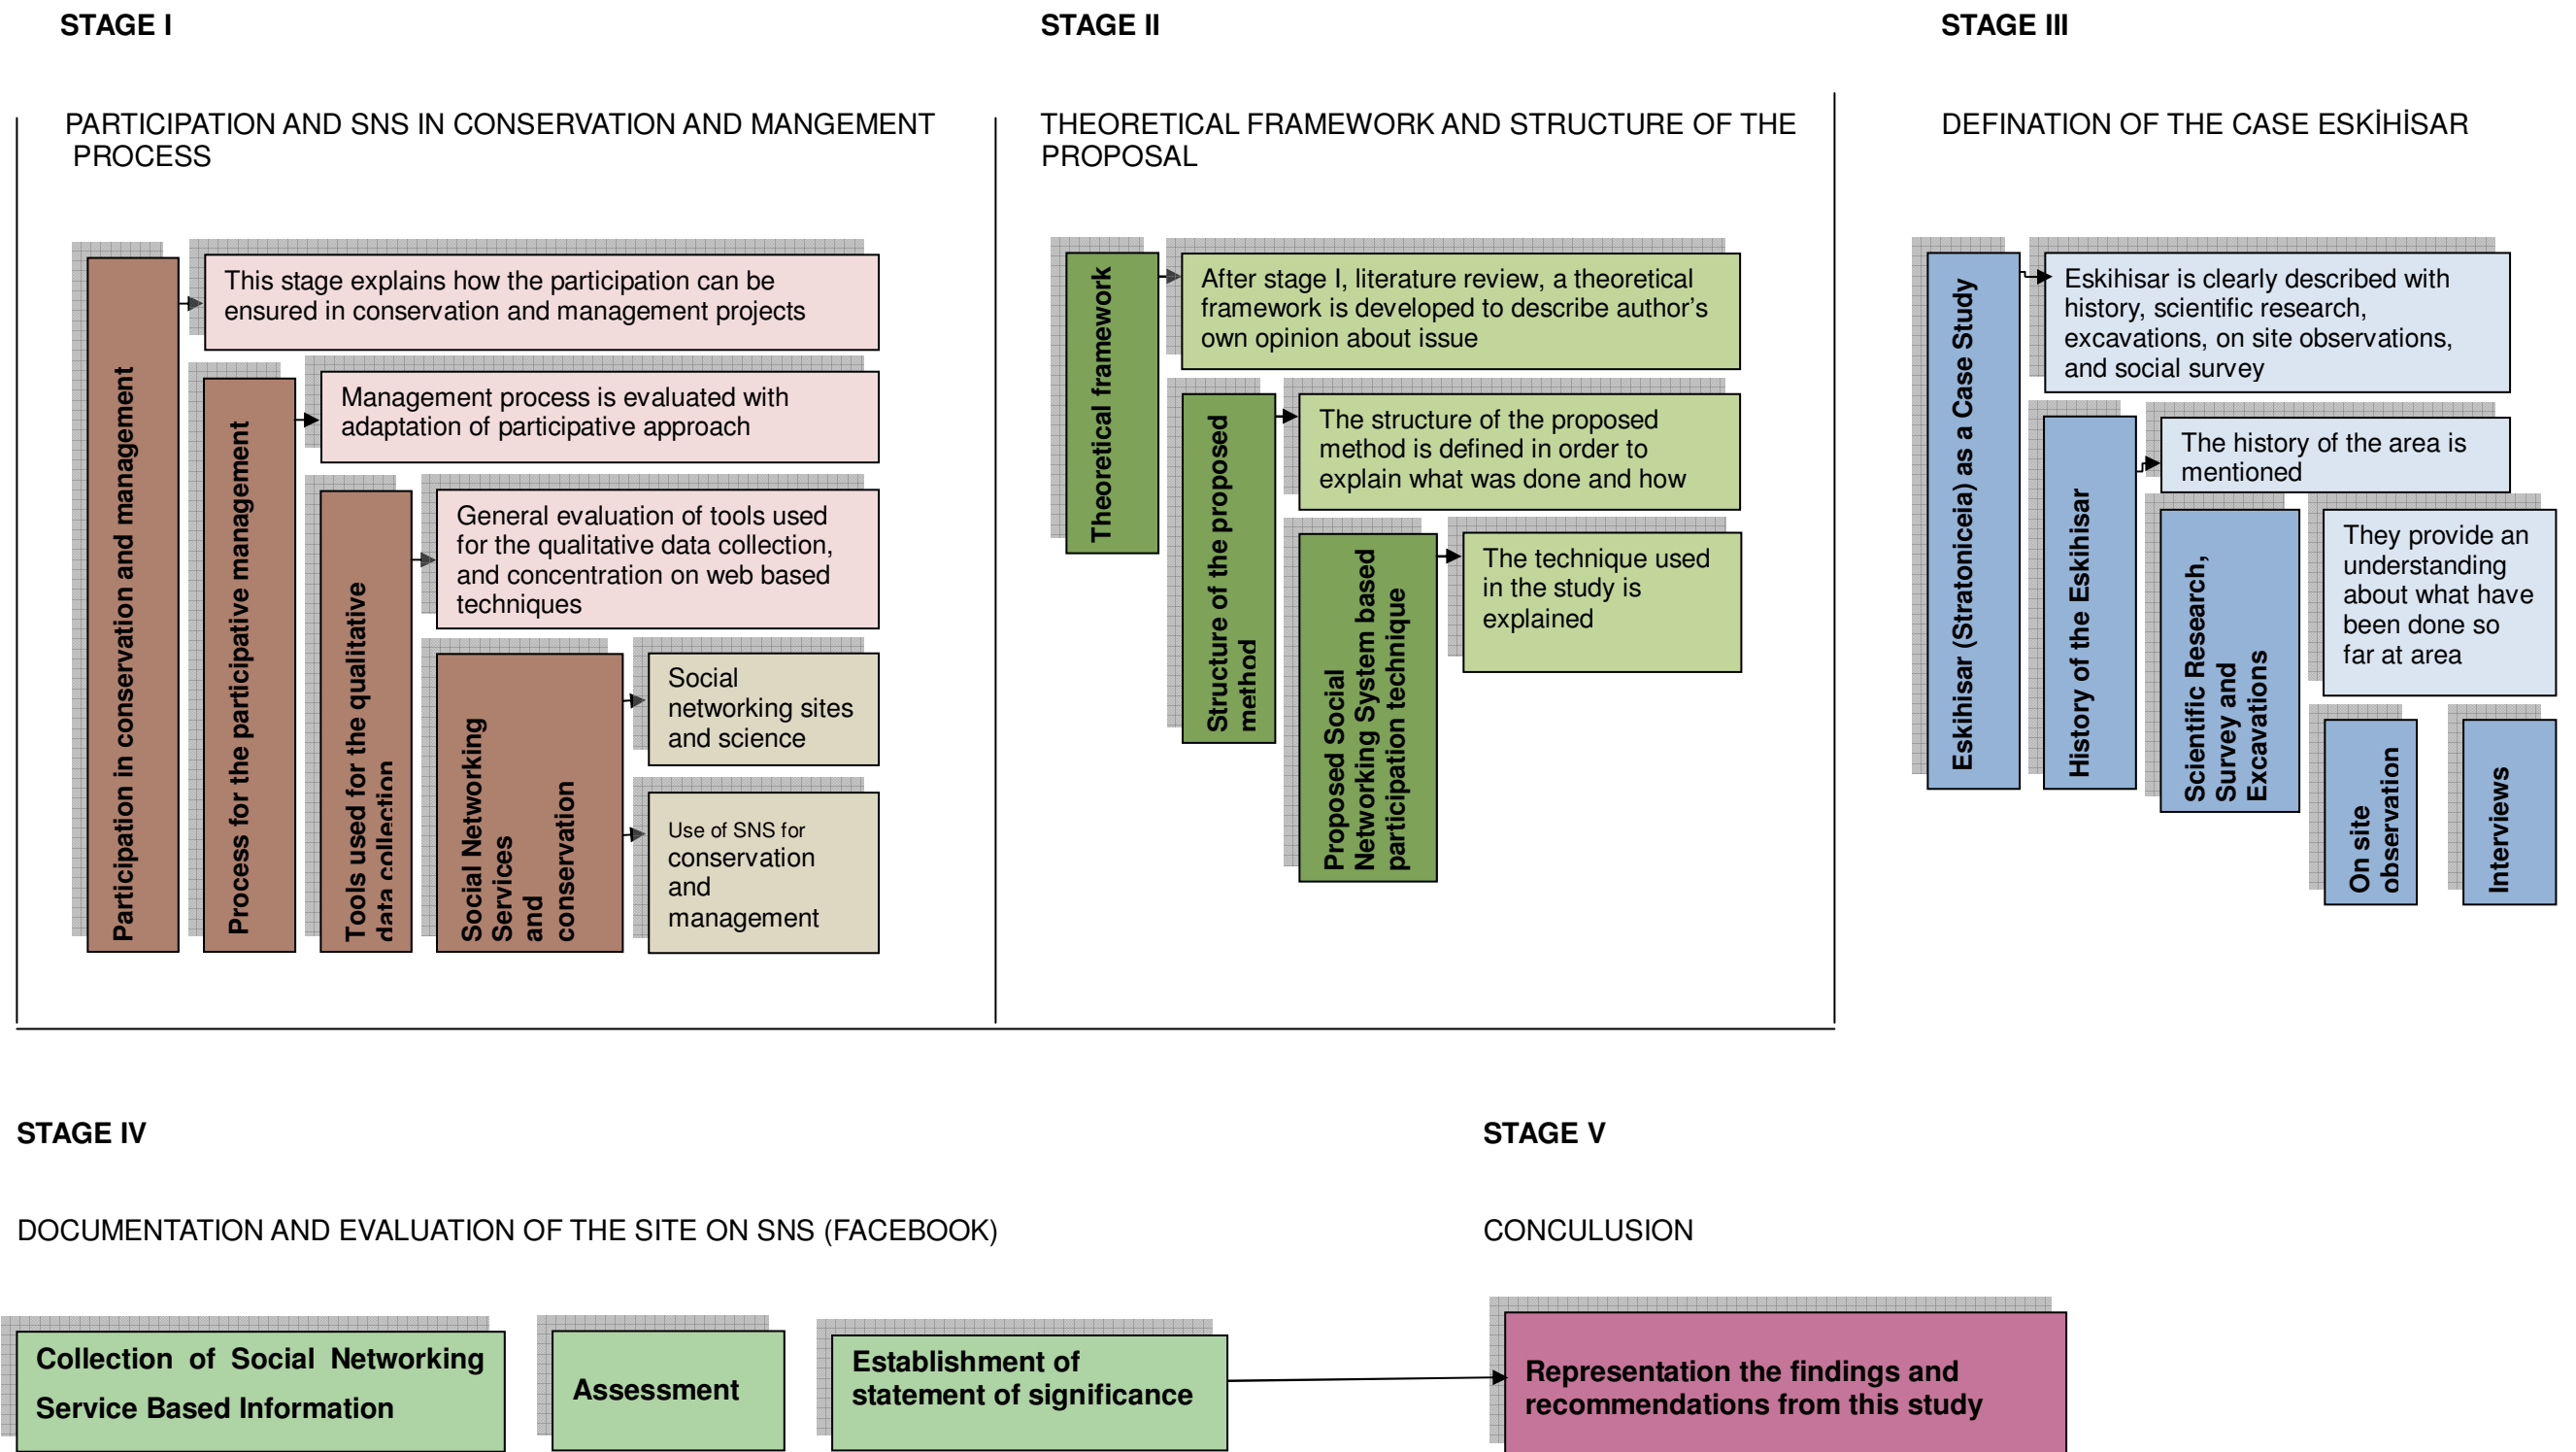 STAGE I
PARTICIPATION AND SNS IN CONSERVATION AND MANGEMENT
PROCESS
Participation in conservation and management
This stage explains how the participation can be
ensured in conservation and management projects
Process for the participative management
Management process is evaluated with
adaptation of participative approach
Tools used for the qualitative
data collection
General evaluation of tools used
for the qualitative data collection,
and concentration on web based
techniques
Social Networking
Services
and
conservation
Social
networking sites
and science
Use of SNS for
conservation
and
management
STAGE II
THEORETICAL FRAMEWORK AND STRUCTURE OF THE
PROPOSAL
Theoretical framework
After stage I, literature review, a theoretical
framework is developed to describe author’s
own opinion about issue
Structure of the proposed
method
The structure of the proposed
method is defined in order to
explain what was done and how
Proposed Social
Networking System based
participation technique
The technique used
in the study is
explained
STAGE III
DEFINATION OF THE CASE ESKİHİSAR
Eskihisar (Stratoniceia) as a Case Study
Eskihisar is clearly described with
history, scientific research,
excavations, on site observations,
and social survey
History of the Eskihisar
The history of the area is
mentioned
Scientific Research,
Survey and
Excavations
They provide an
understanding
about what have
been done so
far at area
On site
observation
Interviews
STAGE IV
DOCUMENTATION AND EVALUATION OF THE SITE ON SNS (FACEBOOK)
Collection of Social Networking
Service Based Information
Assessment
Establishment of
statement of significance
STAGE V
CONCULUSION
Representation the findings and
recommendations from this study